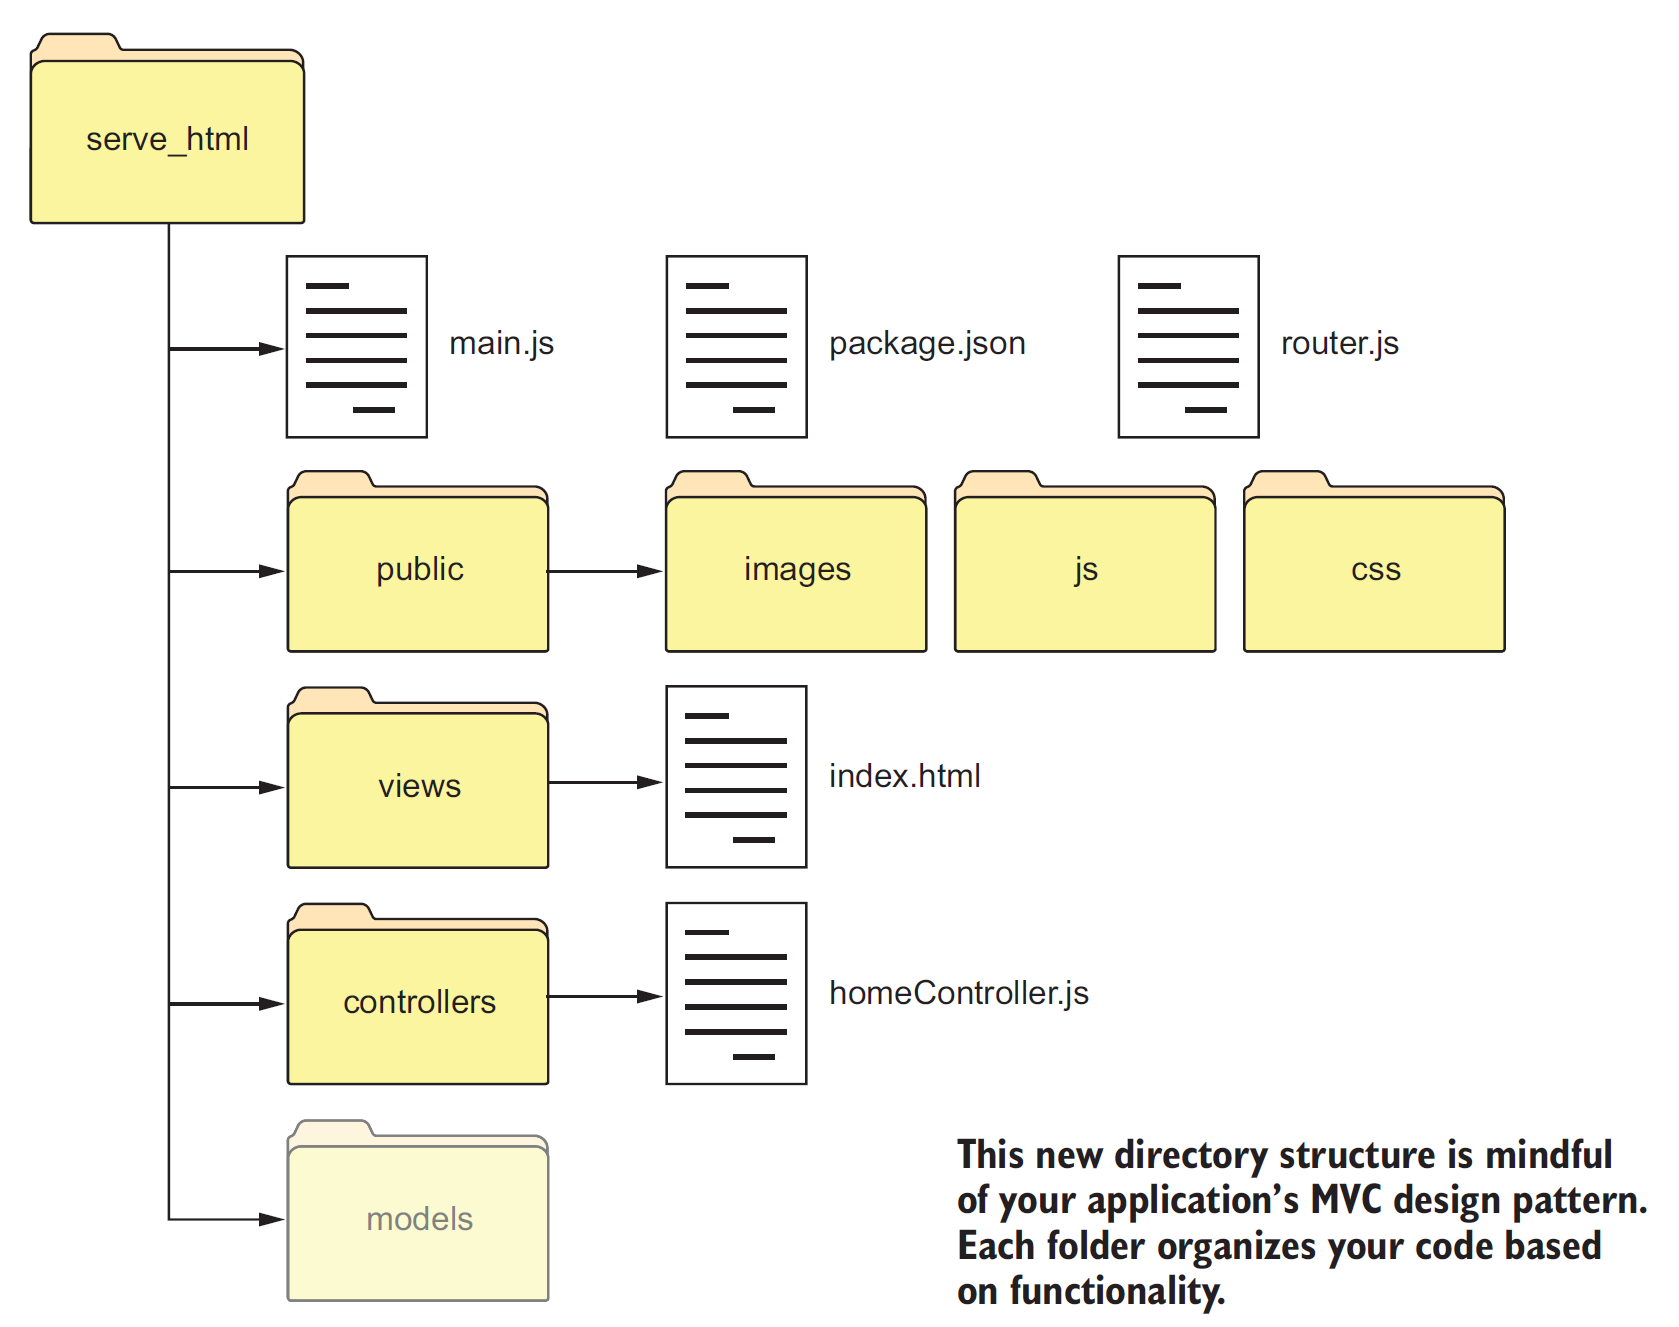 serve_html
main.js
package.json
router.js
public
images
js
css
views
index.html
controllers
homeController.js
models
This new directory structure is mindful
of your application’s MVC design pattern.
Each folder organizes your code based
on functionality.